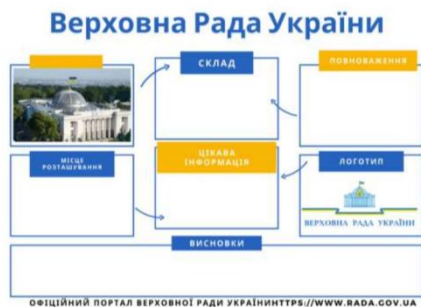 Верховна Рада України
СКЛАД
ПОВНОВАЖЕННЯ
МІСЦЕ
РОЗТАШУВАННЯ
ЦІКАВА
ІНФОРМАЦІЯ
ЛОГОТИП
ВЕРХОВНА РАДА УКРАЇНИ
ВИСНОВКИ
ОФІЦІЙНИЙ ПОРТАЛ ВЕРХОВНОЇ РАДИ УКРАЇНИHTTPS://WWW.RADA.GOV.UA